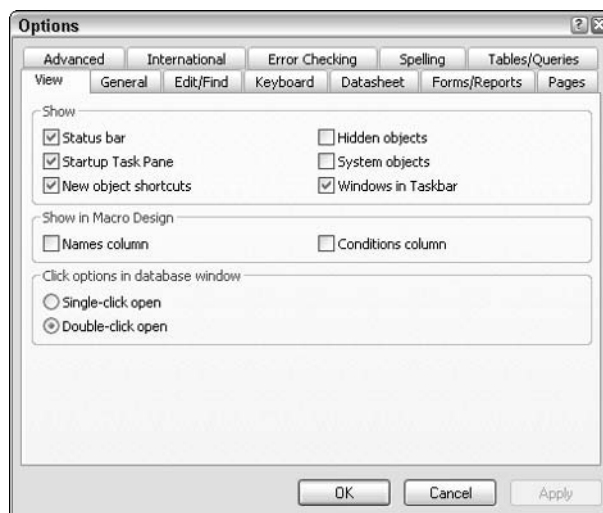 Options
Advanced International Error Checking Spelling Tables/Queries
View General Edit/Find Keyboard Datasheet Forms/Reports Pages
Show
Status bar Hidden objects
Startup Task Pane System objects
New object shortcuts Windows in Taskbar
Show in Macro Design
Names column Conditions column
Click options in database window
Single-click open
Double-click open
OK Cancel Apply